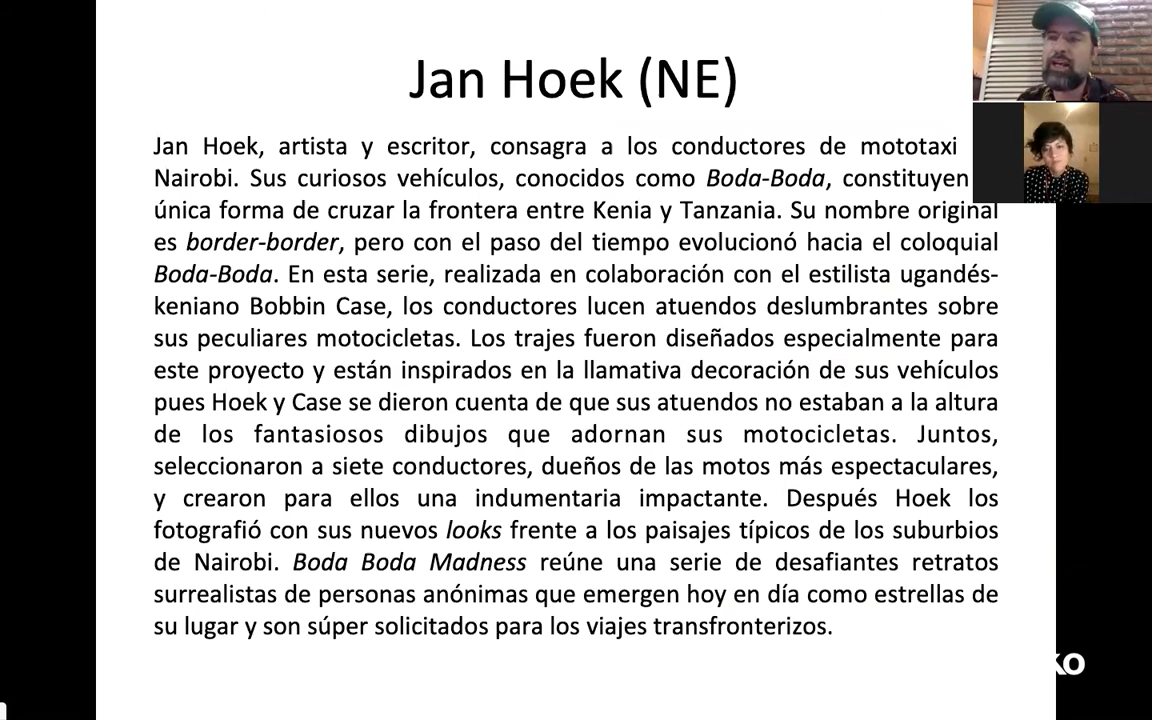 Jan Hoek (NE)
Jan Hoek, artista y escritor, consagra a los conductores de mototaxi
Nairobi. Sus curiosos vehículos, conocidos como Boda-Boda, constituyen
única forma de cruzar la frontera entre Kenia y Tanzania. Su nombre original
es border-border, pero con el paso del tiempo evolucionó hacia el coloquial
Boda-Boda. En esta serie, realizada en colaboración con el estilista ugandés-
keniano Bobbin Case, los conductores lucen atuendos deslumbrantes sobre
sus peculiares motocicletas. Los trajes fueron diseñados especialmente para
este proyecto y están inspirados en la llamativa decoración de sus vehículos
pues Hoek y Case se dieron cuenta de que sus atuendos no estaban a la altura
de los fantasiosos dibujos que adornan sus motocicletas. Juntos,
seleccionaron a siete conductores, dueños de las motos más espectaculares,
y crearon para ellos una indumentaria impactante. Después Hoek los
fotografió con sus nuevos looks frente a los paisajes típicos de los suburbios
de Nairobi. Boda Boda Madness reúne una serie de desafiantes retratos
surrealistas de personas anónimas que emergen hoy en día como estrellas de
su lugar y son súper solicitados para los viajes transfronterizos.